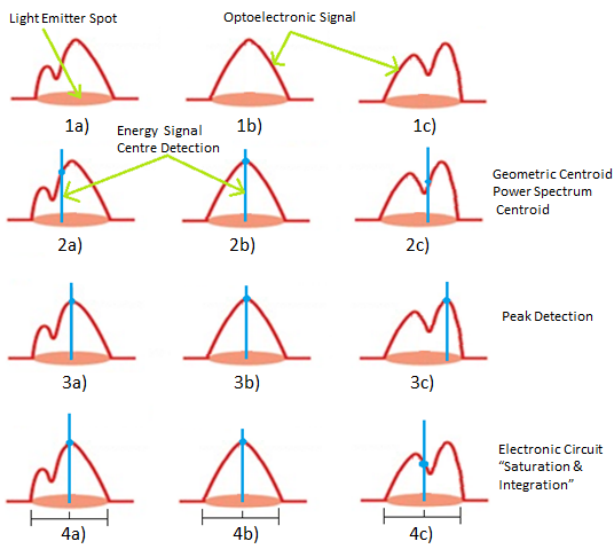 Light Emitter Spot
Optoelectronic Signal
1a)
1b)
1c)
Energy Signal
Centre Detection
2a)
2b)
2c)
Geometric Centroid
Power Spectrum
Centroid
3a)
3b)
3c)
Peak Detection
4a)
4b)
4c)
Electronic Circuit
“Saturation &
Integration”